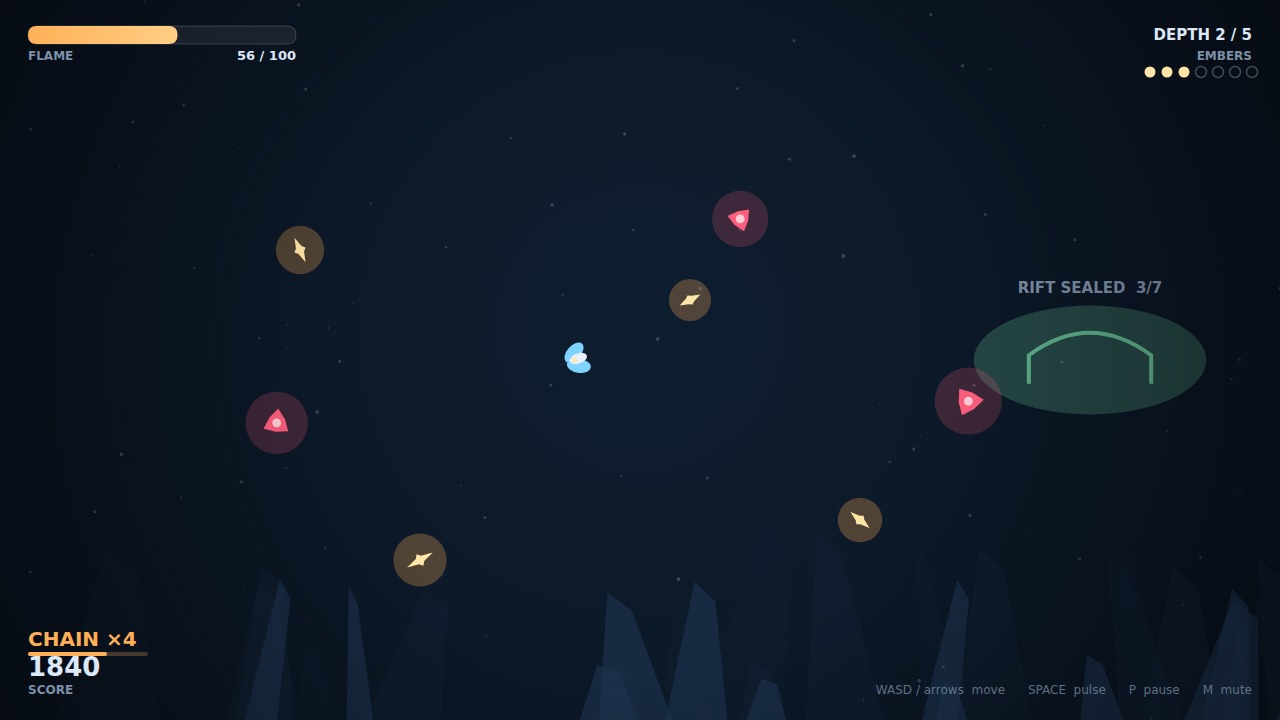 FLAME
56 / 100
DEPTH 2 / 5
EMBERS
RIFT SEALED 3/7
CHAIN ×4
1840
SCORE
WASD / arrows move SPACE pulse P pause M mute